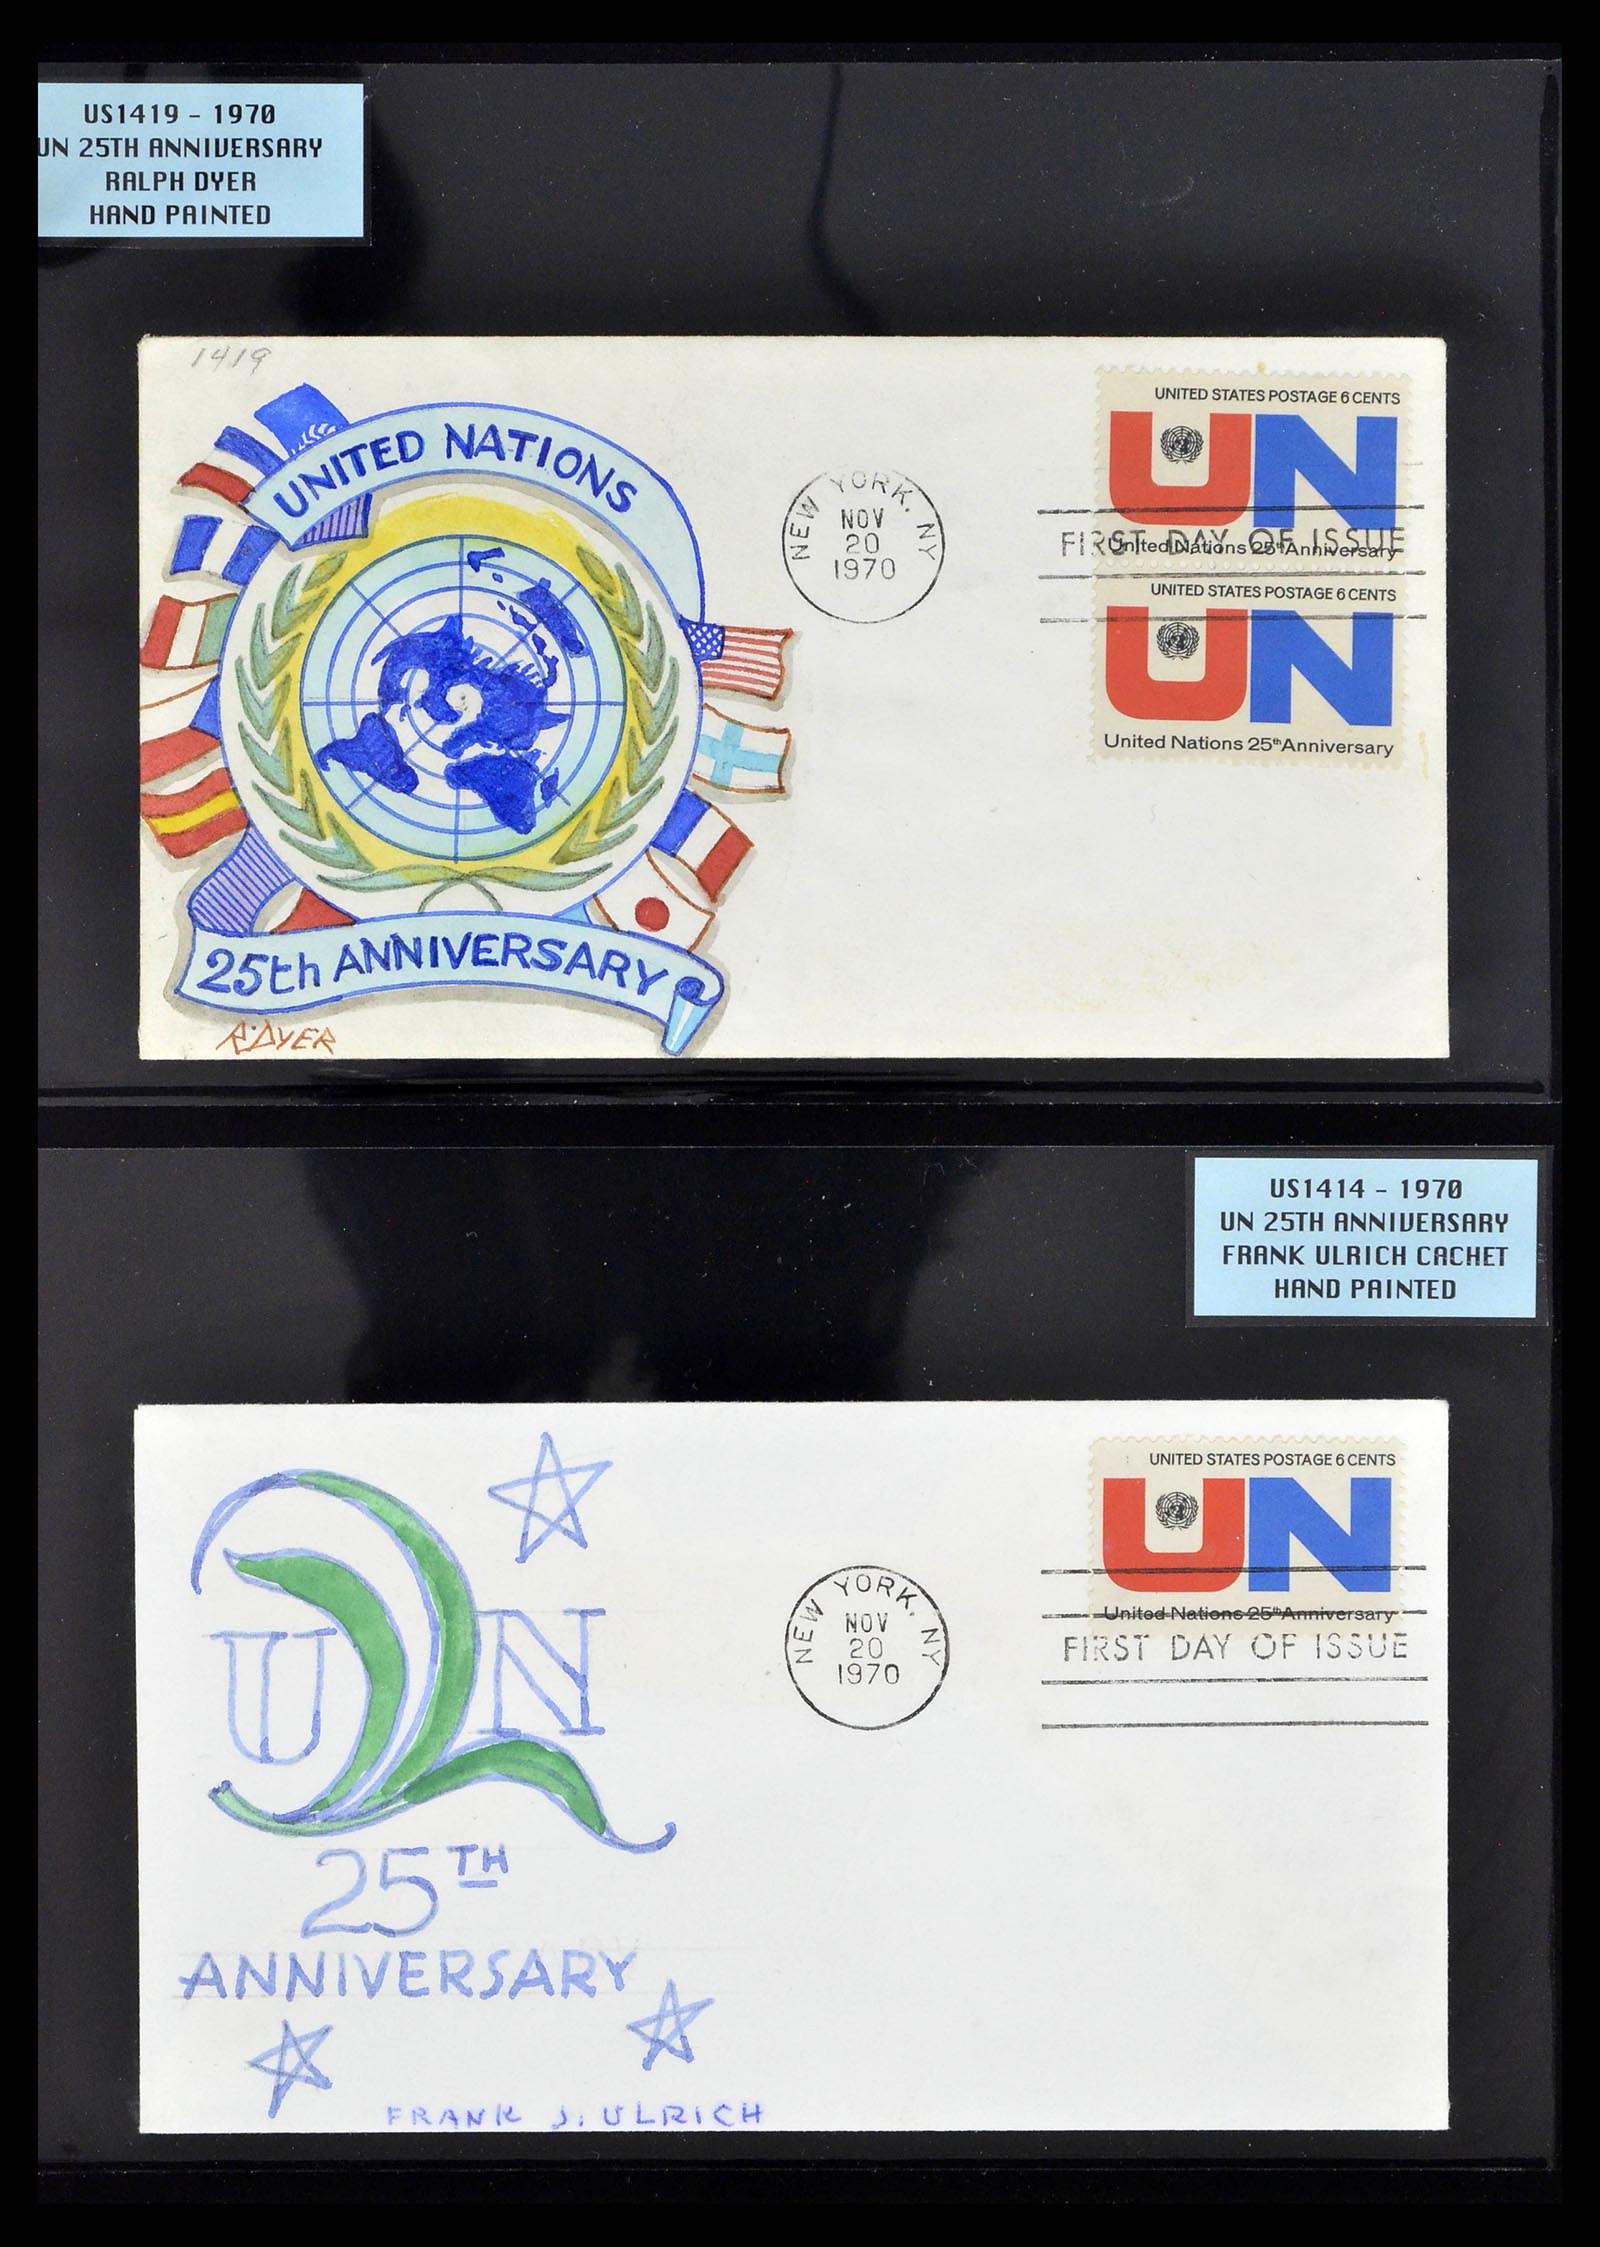 US1419 - 1970
UN 25TH ANNIVERSARY
RALPH DYER
HAND PAINTED
1419
UNITED NATIONS
25th ANNIVERSARY
R. DYER
NEW YORK, NY
NOV
20
1970
UNITED STATES POSTAGE 6 CENTS
UN
FIRST DAY OF ISSUE
United Nations 25th Anniversary
UNITED STATES POSTAGE 6 CENTS
UN
United Nations 25th Anniversary
US1414 - 1970
UN 25TH ANNIVERSARY
FRANK ULRICH CACHET
HAND PAINTED
UN
25TH
ANNIVERSARY
FRANK J. ULRICH
NEW YORK, NY
NOV
20
1970
UNITED STATES POSTAGE 6 CENTS
UN
United Nations 25th Anniversary
FIRST DAY OF ISSUE